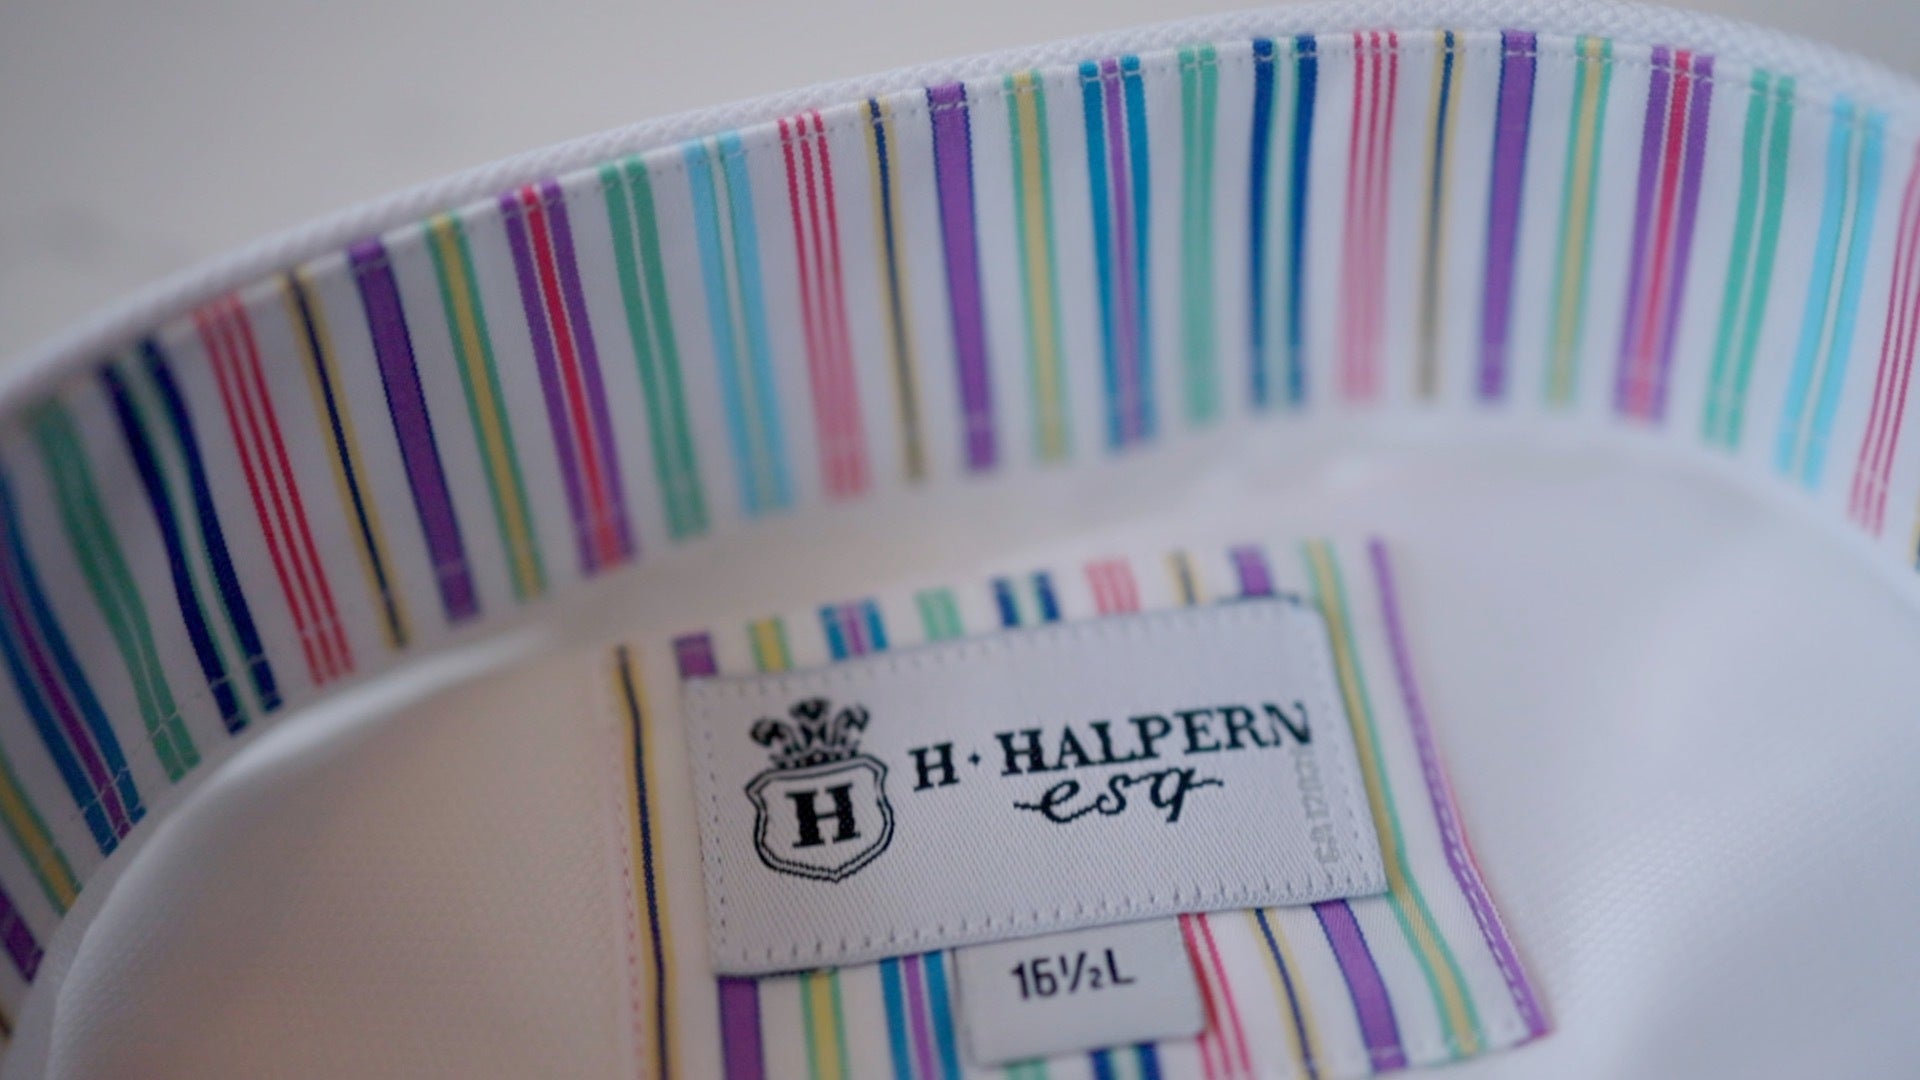 H
H · HALPERN
esq
16½L